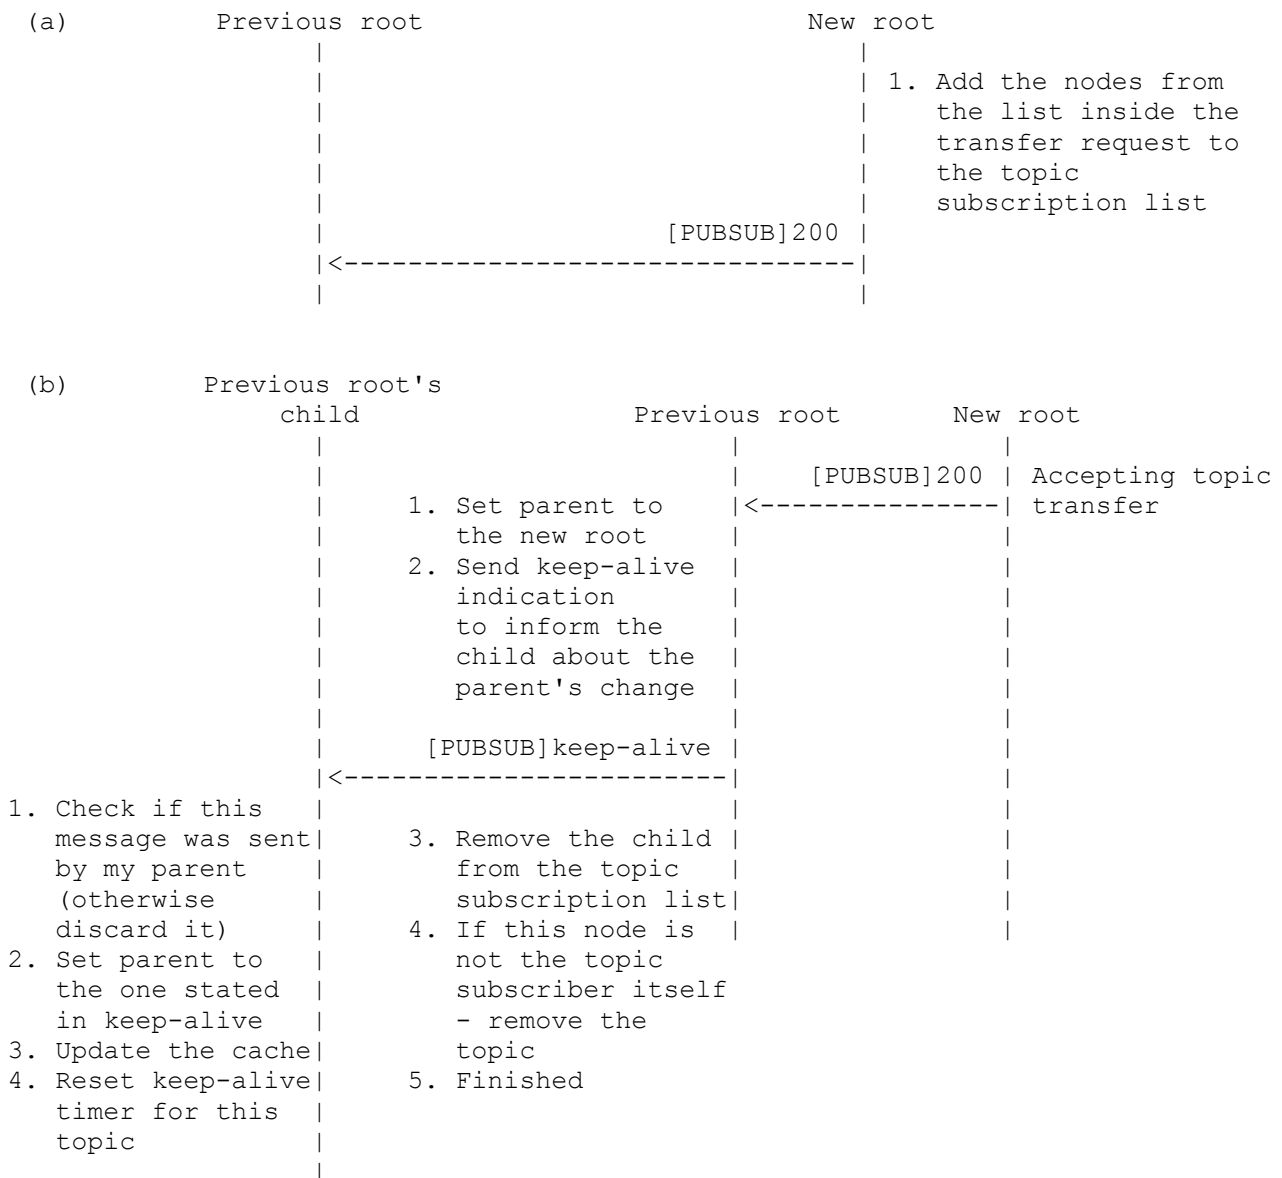 (a) Previous root New root
1. Add the nodes from
the list inside the
transfer request to
the topic
subscription list
[PUBSUB]200
(b) Previous root's
child Previous root New root
[PUBSUB]200 Accepting topic
1. Set parent to transfer
the new root
2. Send keep-alive
indication
to inform the
child about the
parent's change
[PUBSUB]keep-alive
1. Check if this
message was sent 3. Remove the child
by my parent from the topic
(otherwise subscription list
discard it) 4. If this node is
2. Set parent to not the topic
the one stated subscriber itself
in keep-alive - remove the
3. Update the cache topic
4. Reset keep-alive 5. Finished
timer for this
topic